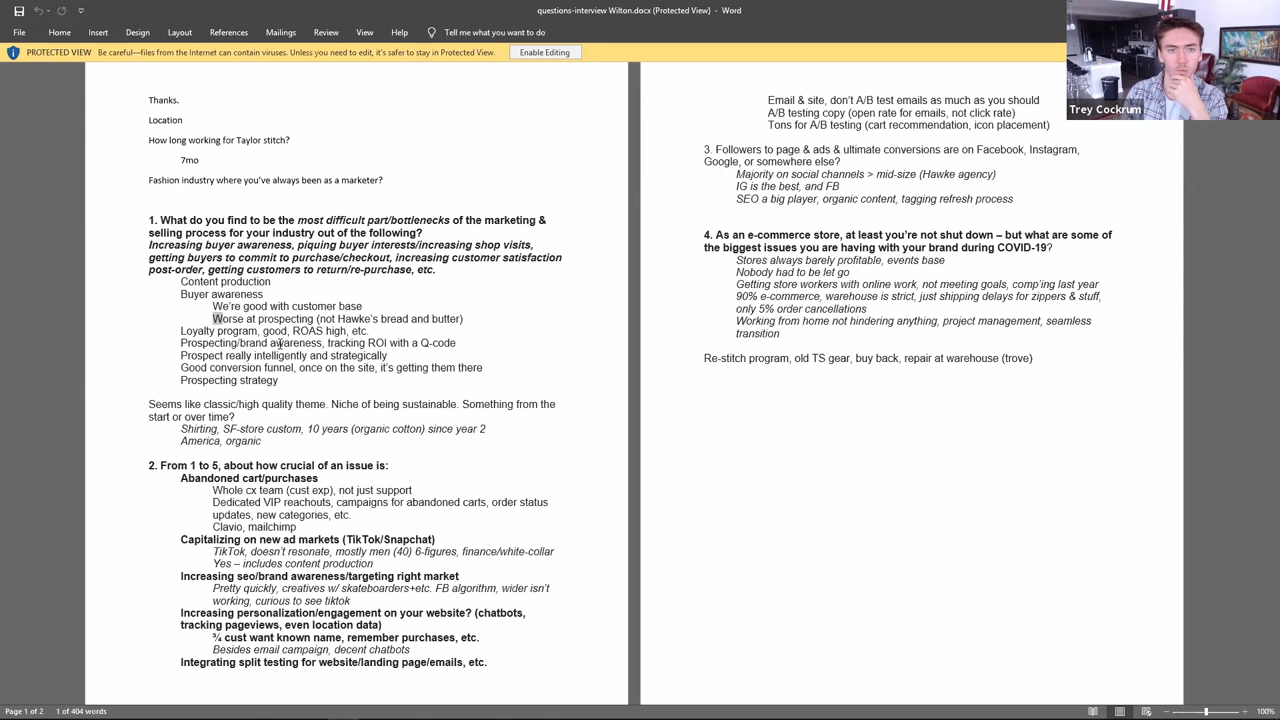 questions-interview Wilton.docx (Protected View) - Word
File Home Insert Design Layout References Mailings Review View Help Tell me what you want to do
PROTECTED VIEW Be careful—files from the Internet can contain viruses. Unless you need to edit, it's safer to stay in Protected View. Enable Editing
Trey Cockrum
Thanks.
Location
How long working for Taylor stitch?
7mo
Fashion industry where you've always been as a marketer?
1. What do you find to be the most difficult part/bottlenecks of the marketing &
selling process for your industry out of the following?
Increasing buyer awareness, piquing buyer interests/increasing shop visits,
getting buyers to commit to purchase/checkout, increasing customer satisfaction
post-order, getting customers to return/re-purchase, etc.
Content production
Buyer awareness
We're good with customer base
Worse at prospecting (not Hawke's bread and butter)
Loyalty program, good, ROAS high, etc.
Prospecting/brand awareness, tracking ROI with a Q-code
Prospect really intelligently and strategically
Good conversion funnel, once on the site, it's getting them there
Prospecting strategy
Seems like classic/high quality theme. Niche of being sustainable. Something from the
start or over time?
Shirting, SF-store custom, 10 years (organic cotton) since year 2
America, organic
2. From 1 to 5, about how crucial of an issue is:
Abandoned cart/purchases
Whole cx team (cust exp), not just support
Dedicated VIP reachouts, campaigns for abandoned carts, order status
updates, new categories, etc.
Clavio, mailchimp
Capitalizing on new ad markets (TikTok/Snapchat)
TikTok, doesn't resonate, mostly men (40) 6-figures, finance/white-collar
Yes – includes content production
Increasing seo/brand awareness/targeting right market
Pretty quickly, creatives w/ skateboarders+etc. FB algorithm, wider isn't
working, curious to see tiktok
Increasing personalization/engagement on your website? (chatbots,
tracking pageviews, even location data)
¾ cust want known name, remember purchases, etc.
Besides email campaign, decent chatbots
Integrating split testing for website/landing page/emails, etc.
Email & site, don't A/B test emails as much as you should
A/B testing copy (open rate for emails, not click rate)
Tons for A/B testing (cart recommendation, icon placement)
3. Followers to page & ads & ultimate conversions are on Facebook, Instagram,
Google, or somewhere else?
Majority on social channels > mid-size (Hawke agency)
IG is the best, and FB
SEO a big player, organic content, tagging refresh process
4. As an e-commerce store, at least you're not shut down – but what are some of
the biggest issues you are having with your brand during COVID-19?
Stores always barely profitable, events base
Nobody had to be let go
Getting store workers with online work, not meeting goals, comp'ing last year
90% e-commerce, warehouse is strict, just shipping delays for zippers & stuff,
only 5% order cancellations
Working from home not hindering anything, project management, seamless
transition
Re-stitch program, old TS gear, buy back, repair at warehouse (trove)
Page 1 of 2 1 of 404 words 100%